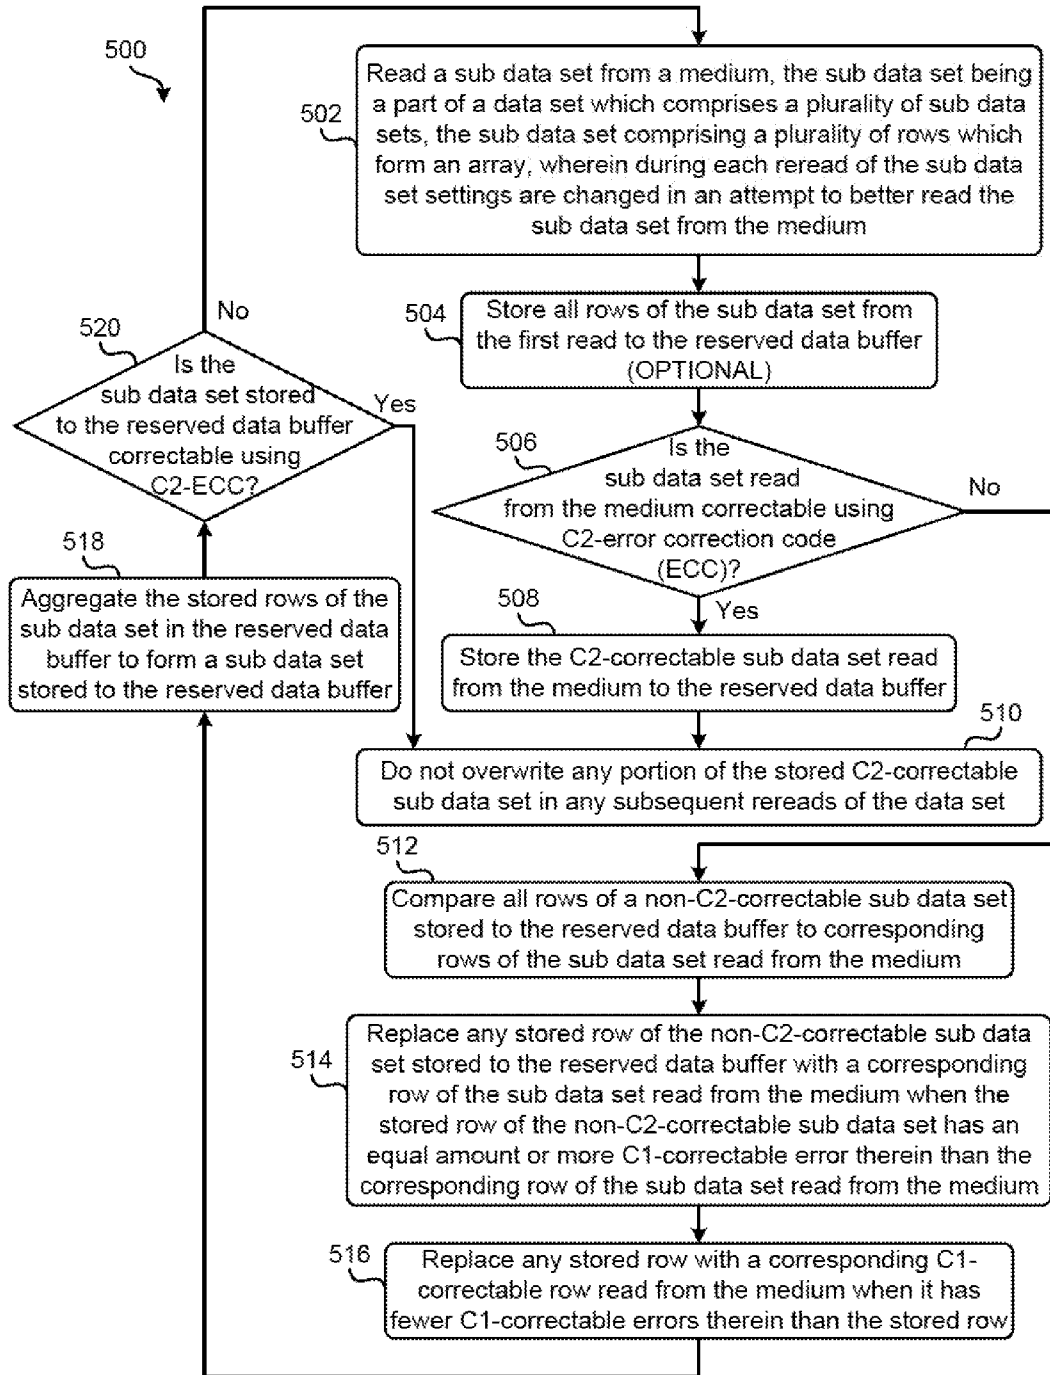 500
502
Read a sub data set from a medium, the sub data set being
a part of a data set which comprises a plurality of sub data
sets, the sub data set comprising a plurality of rows which
form an array, wherein during each reread of the sub data
set settings are changed in an attempt to better read the
sub data set from the medium
504
Store all rows of the sub data set from
the first read to the reserved data buffer
(OPTIONAL)
506
Is the
sub data set read
from the medium correctable using
C2-error correction code
(ECC)?
No
Yes
508
Store the C2-correctable sub data set read
from the medium to the reserved data buffer
510
Do not overwrite any portion of the stored C2-correctable
sub data set in any subsequent rereads of the data set
512
Compare all rows of a non-C2-correctable sub data set
stored to the reserved data buffer to corresponding
rows of the sub data set read from the medium
514
Replace any stored row of the non-C2-correctable sub data
set stored to the reserved data buffer with a corresponding
row of the sub data set read from the medium when the
stored row of the non-C2-correctable sub data set has an
equal amount or more C1-correctable error therein than the
corresponding row of the sub data set read from the medium
516
Replace any stored row with a corresponding C1-
correctable row read from the medium when it has
fewer C1-correctable errors therein than the stored row
518
Aggregate the stored rows of the
sub data set in the reserved data
buffer to form a sub data set
stored to the reserved data buffer
520
Is the
sub data set stored
to the reserved data buffer
correctable using
C2-ECC?
No
Yes